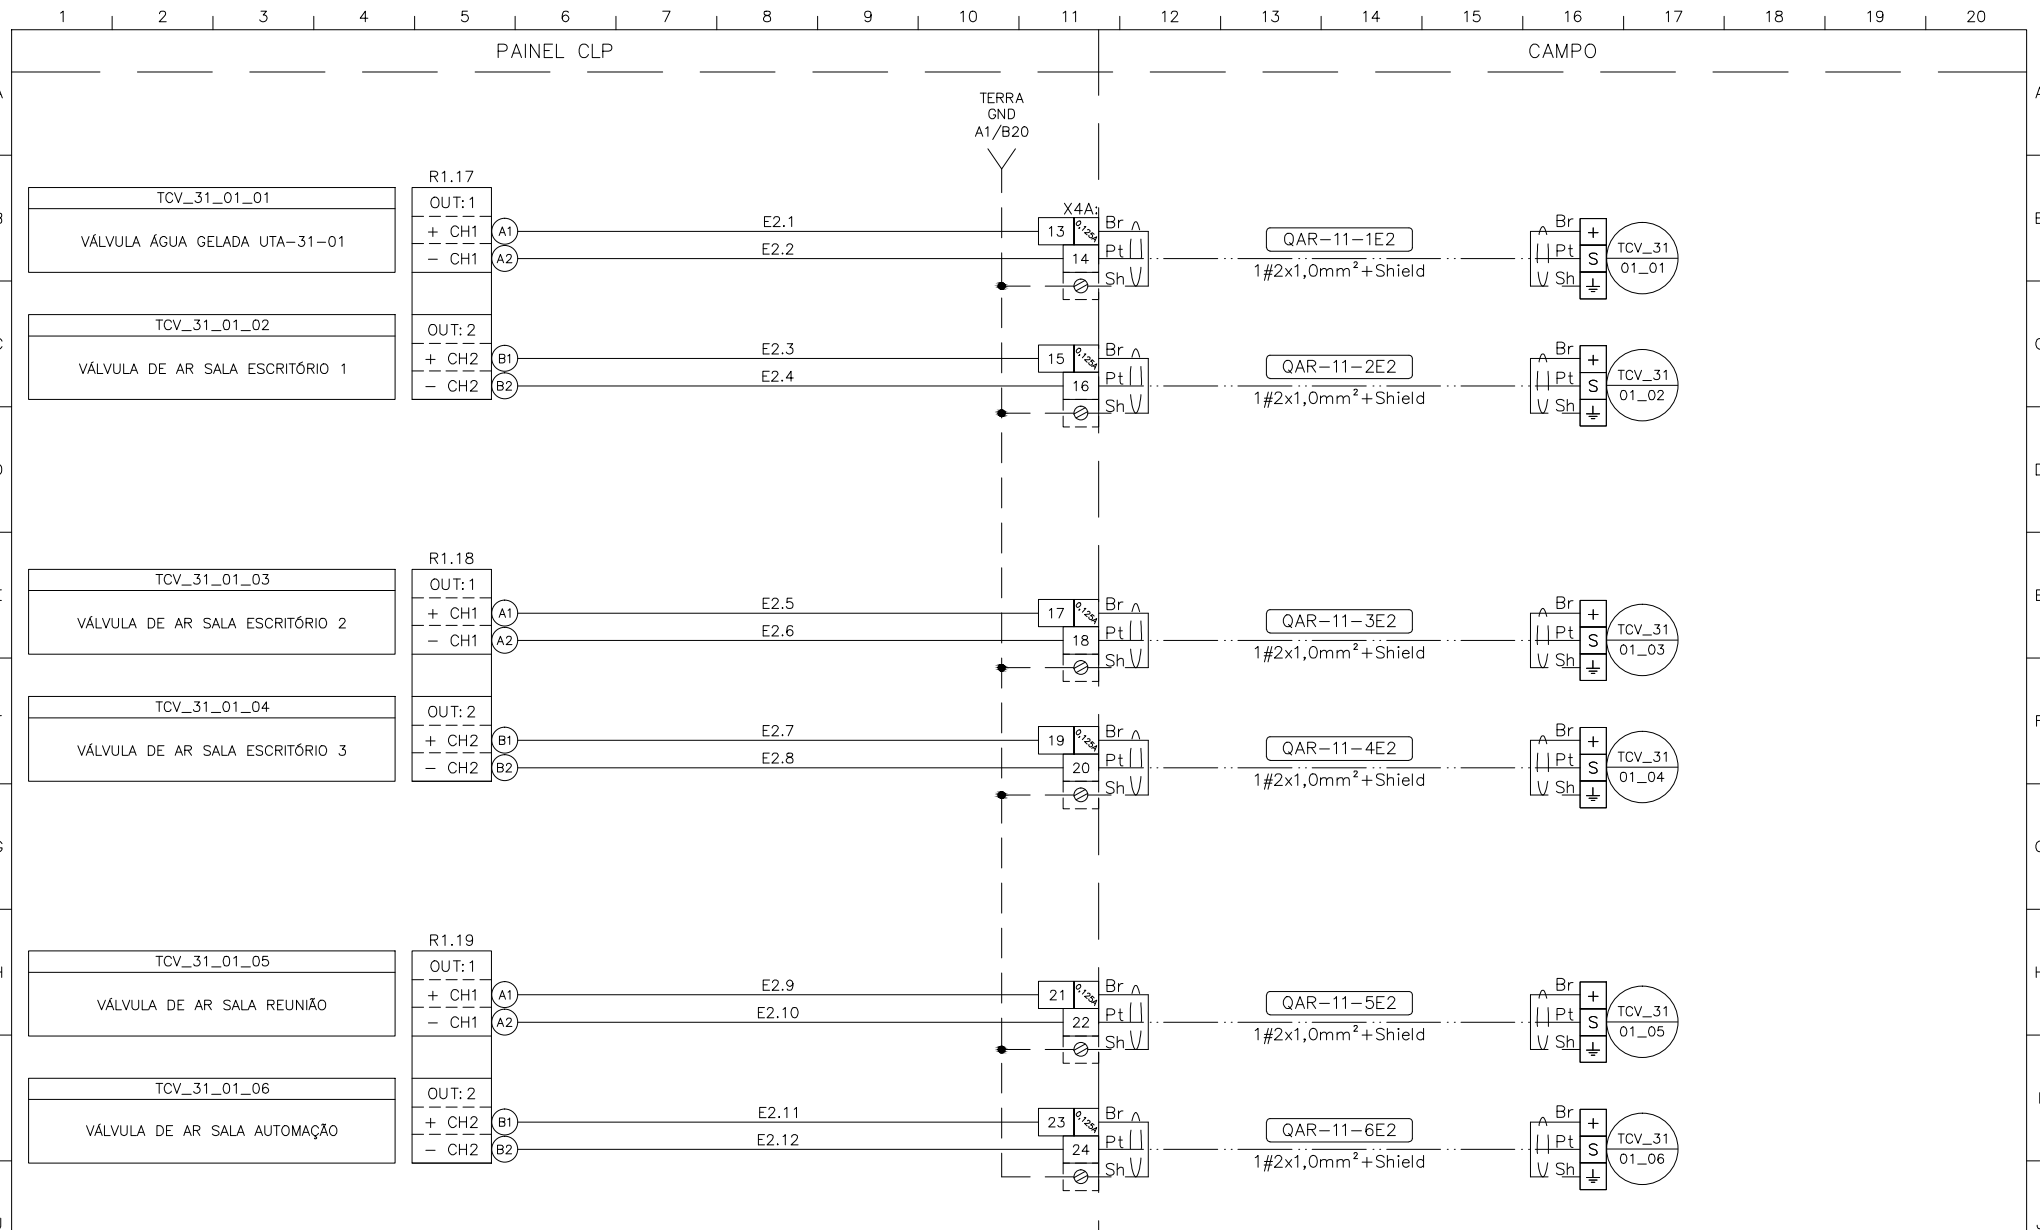 1 2 3 4 5 6 7 8 9 10 11 12 13 14 15 16 17 18 19 20
PAINEL CLP
CAMPO
TERRA
GND
A1/B20
TCV_31_01_01
VÁLVULA ÁGUA GELADA UTA-31-01
R1.17
OUT:1
+ CH1 A1
- CH1 A2
E2.1
E2.2
X4A:
13 0,125A
14
Br
Pt
Sh
QAR-11-1E2
1#2x1,0mm²+Shield
Br +
Pt S
Sh
TCV_31
01_01
TCV_31_01_02
VÁLVULA DE AR SALA ESCRITÓRIO 1
OUT:2
+ CH2 B1
- CH2 B2
E2.3
E2.4
15 0,125A
16
Br
Pt
Sh
QAR-11-2E2
1#2x1,0mm²+Shield
Br +
Pt S
Sh
TCV_31
01_02
TCV_31_01_03
VÁLVULA DE AR SALA ESCRITÓRIO 2
R1.18
OUT:1
+ CH1 A1
- CH1 A2
E2.5
E2.6
17 0,125A
18
Br
Pt
Sh
QAR-11-3E2
1#2x1,0mm²+Shield
Br +
Pt S
Sh
TCV_31
01_03
TCV_31_01_04
VÁLVULA DE AR SALA ESCRITÓRIO 3
OUT:2
+ CH2 B1
- CH2 B2
E2.7
E2.8
19 0,125A
20
Br
Pt
Sh
QAR-11-4E2
1#2x1,0mm²+Shield
Br +
Pt S
Sh
TCV_31
01_04
TCV_31_01_05
VÁLVULA DE AR SALA REUNIÃO
R1.19
OUT:1
+ CH1 A1
- CH1 A2
E2.9
E2.10
21 0,125A
22
Br
Pt
Sh
QAR-11-5E2
1#2x1,0mm²+Shield
Br +
Pt S
Sh
TCV_31
01_05
TCV_31_01_06
VÁLVULA DE AR SALA AUTOMAÇÃO
OUT:2
+ CH2 B1
- CH2 B2
E2.11
E2.12
23 0,125A
24
Br
Pt
Sh
QAR-11-6E2
1#2x1,0mm²+Shield
Br +
Pt S
Sh
TCV_31
01_06